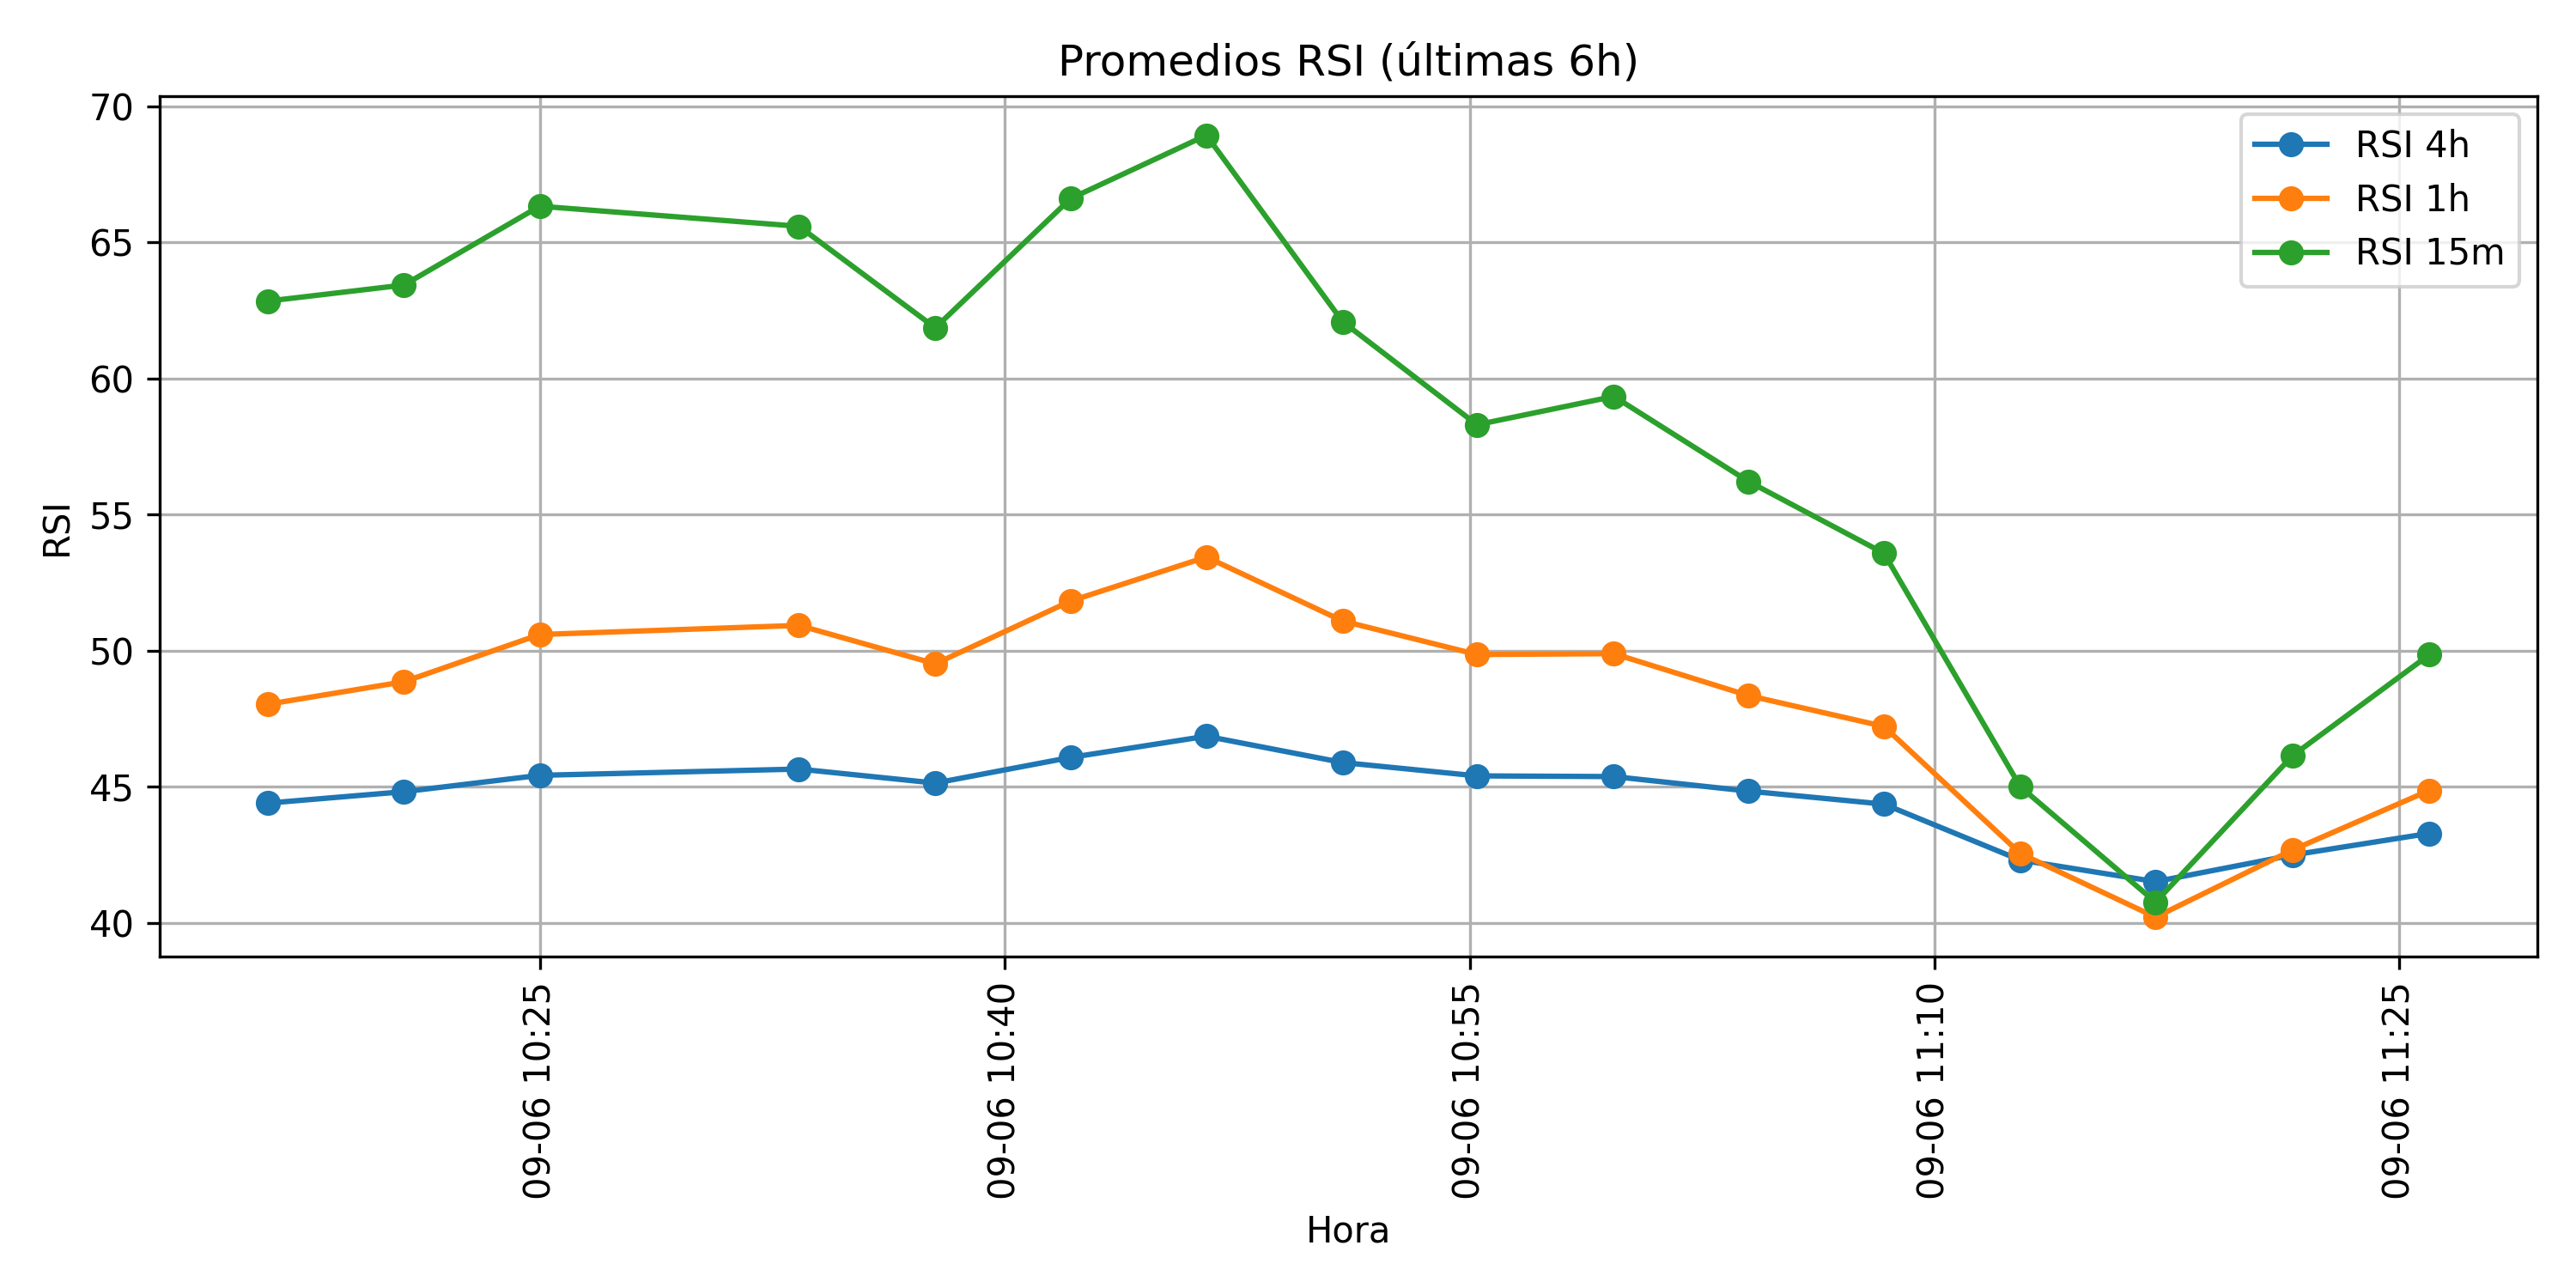 Promedios RSI (últimas 6h)
RSI 4h
RSI 1h
RSI 15m
RSI
70
65
60
55
50
45
40
09-06 10:25
09-06 10:40
09-06 10:55
09-06 11:10
09-06 11:25
Hora